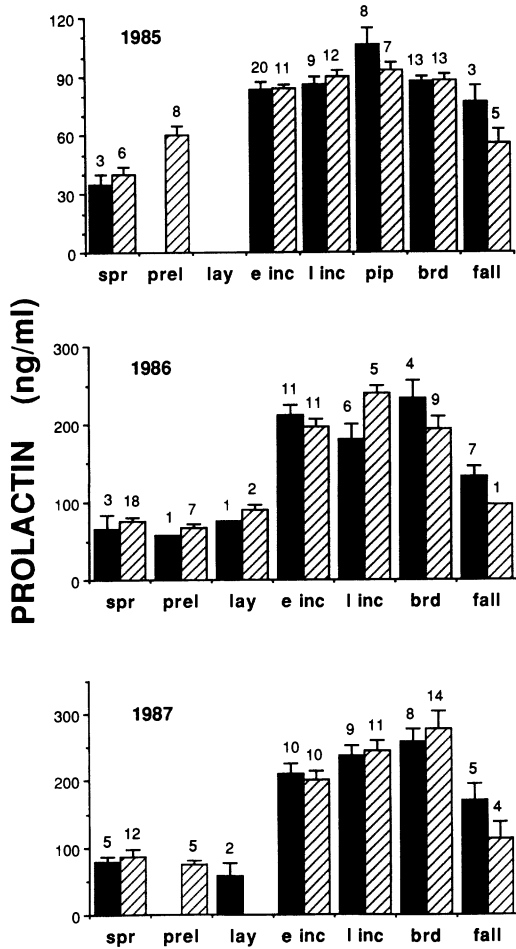 PROLACTIN (ng/ml)
1985
120
90
60
30
0
3 6 8 20 11 9 12 8 7 13 13 3 5
spr prel lay e inc l inc pip brd fall
1986
300
200
100
0
3 18 1 7 1 2 11 11 6 5 4 9 7 1
spr prel lay e inc l inc brd fall
1987
300
200
100
0
5 12 5 2 10 10 9 11 8 14 5 4
spr prel lay e inc l inc brd fall